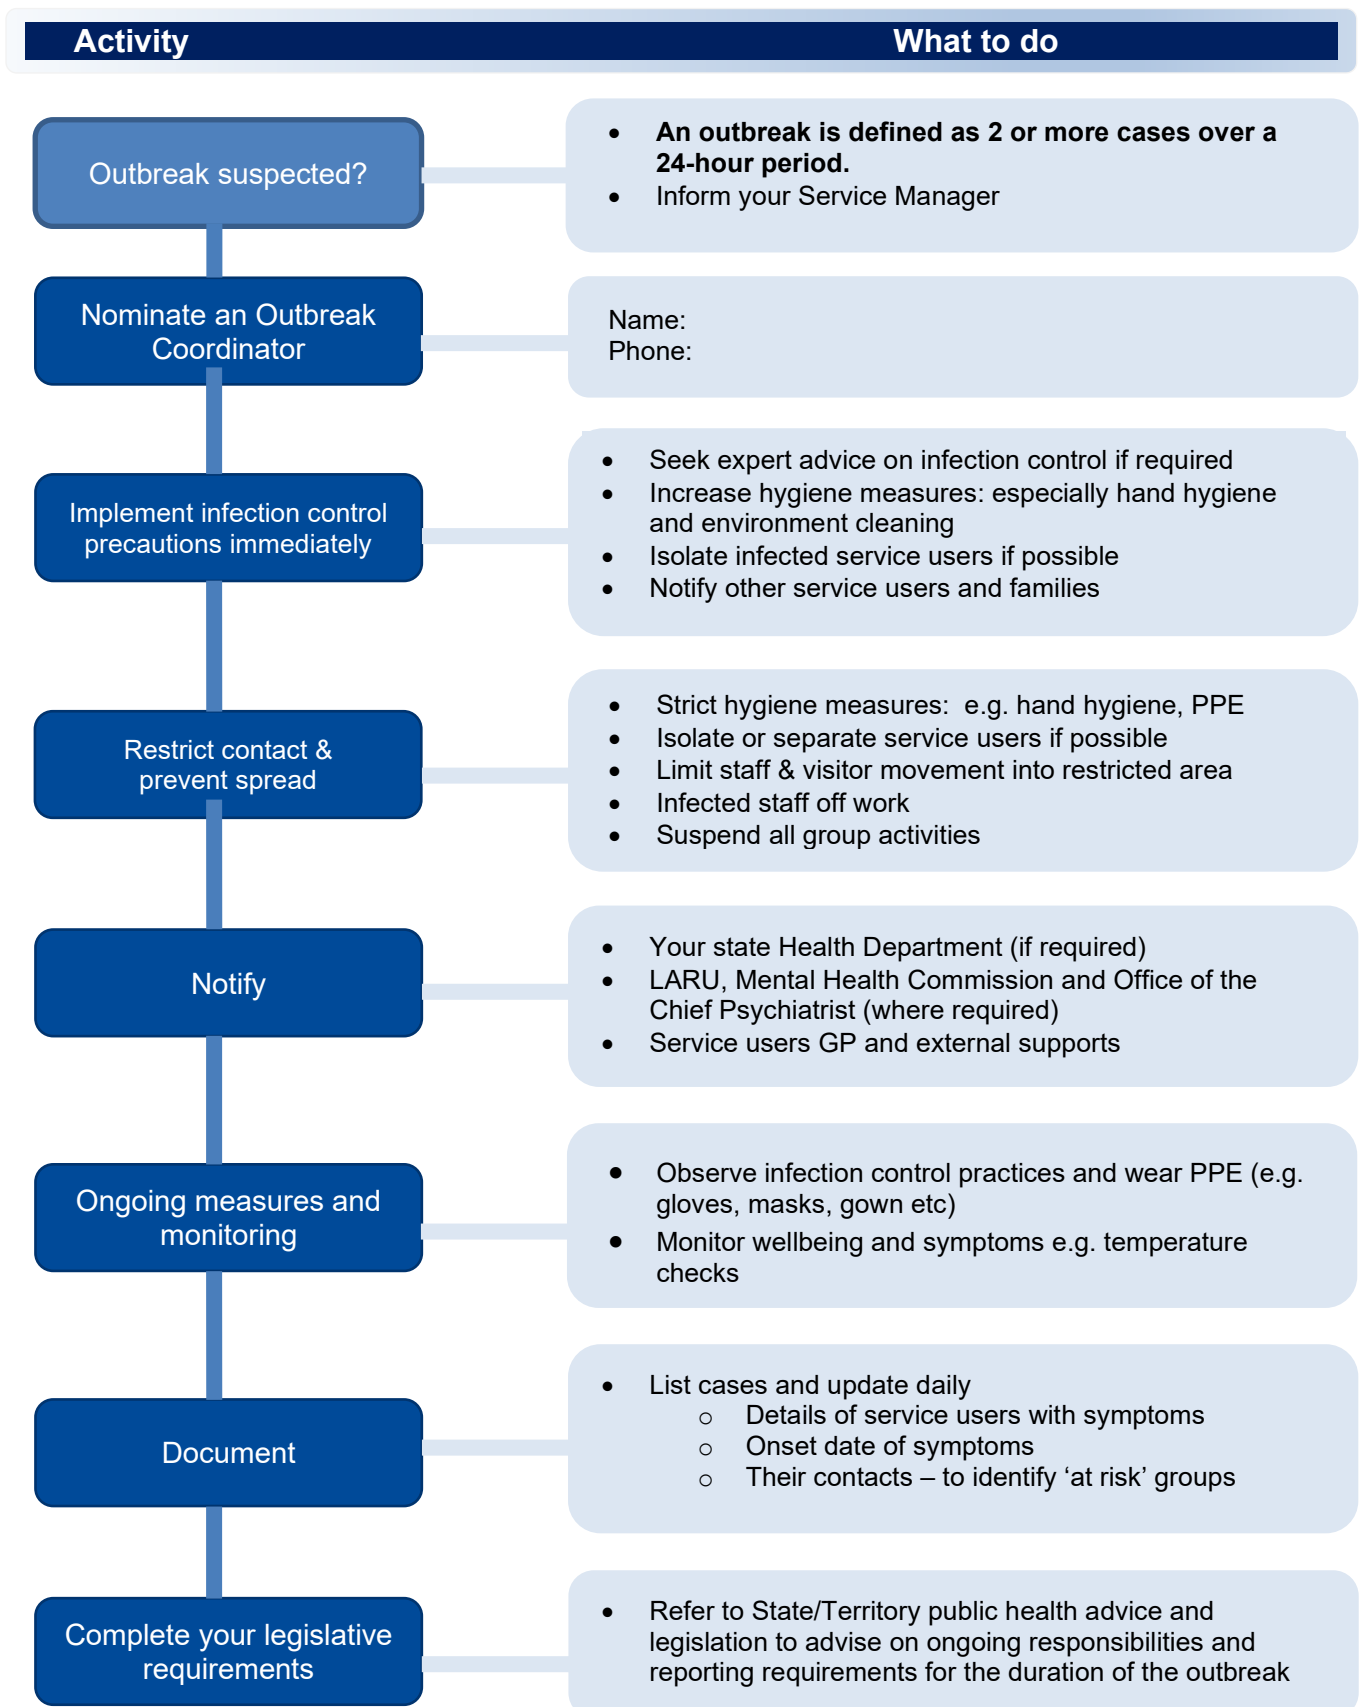 Activity
What to do
Outbreak suspected?
• An outbreak is defined as 2 or more cases over a
24-hour period.
• Inform your Service Manager
Nominate an Outbreak
Coordinator
Name:
Phone:
Implement infection control
precautions immediately
• Seek expert advice on infection control if required
• Increase hygiene measures: especially hand hygiene
and environment cleaning
• Isolate infected service users if possible
• Notify other service users and families
Restrict contact &
prevent spread
• Strict hygiene measures:  e.g. hand hygiene, PPE
• Isolate or separate service users if possible
• Limit staff & visitor movement into restricted area
• Infected staff off work
• Suspend all group activities
Notify
• Your state Health Department (if required)
• LARU, Mental Health Commission and Office of the
Chief Psychiatrist (where required)
• Service users GP and external supports
Ongoing measures and
monitoring
• Observe infection control practices and wear PPE (e.g.
gloves, masks, gown etc)
• Monitor wellbeing and symptoms e.g. temperature
checks
Document
• List cases and update daily
o Details of service users with symptoms
o Onset date of symptoms
o Their contacts – to identify ‘at risk’ groups
Complete your legislative
requirements
• Refer to State/Territory public health advice and
legislation to advise on ongoing responsibilities and
reporting requirements for the duration of the outbreak